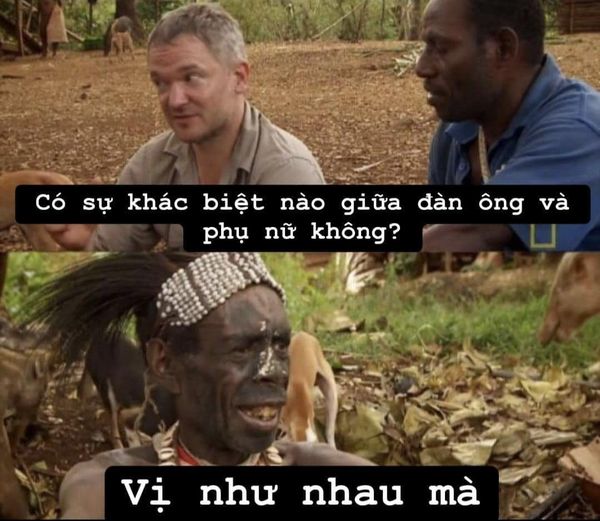 Có sự khác biệt nào giữa đàn ông và
phụ nữ không?
Vị như nhau mà